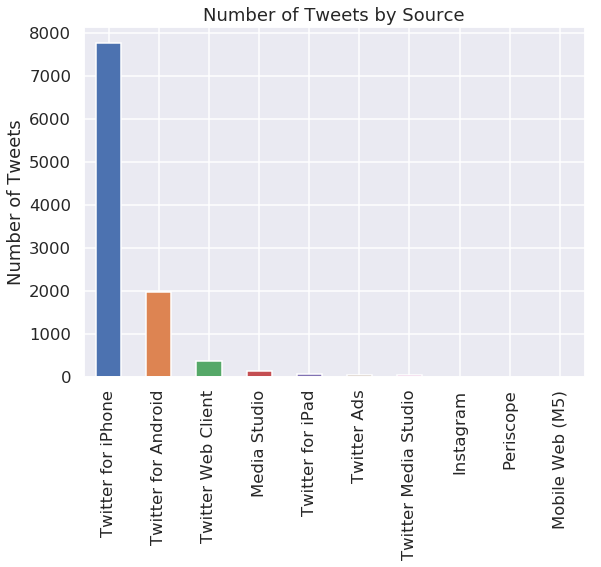 Number of Tweets by Source
Number of Tweets
8000
7000
6000
5000
4000
3000
2000
1000
0
Twitter for iPhone
Twitter for Android
Twitter Web Client
Media Studio
Twitter for iPad
Twitter Ads
Twitter Media Studio
Instagram
Periscope
Mobile Web (M5)